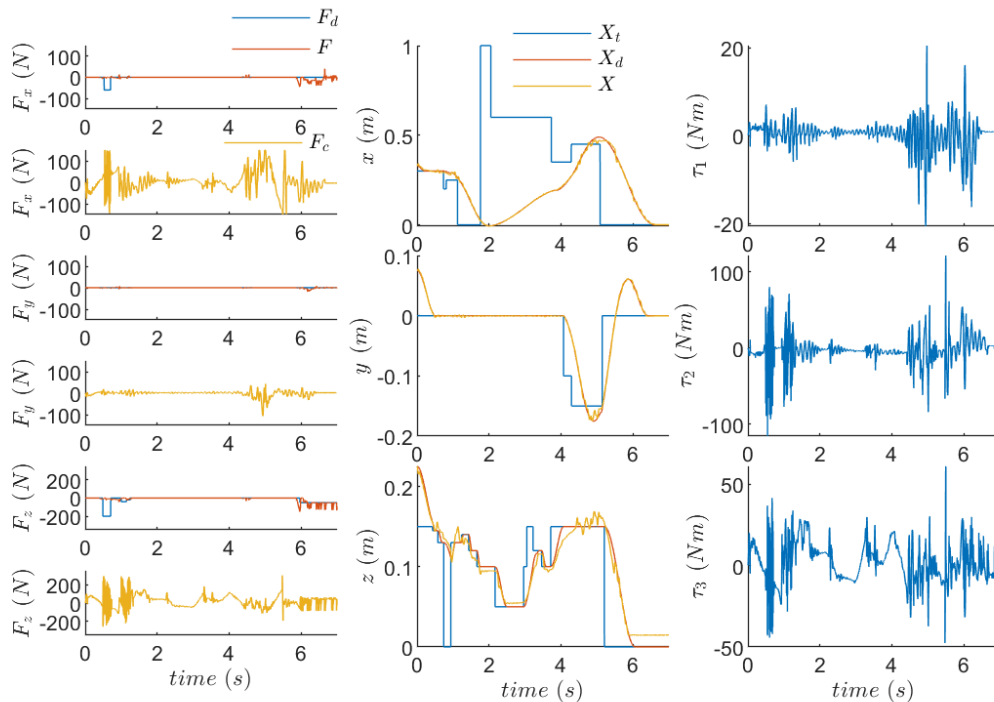 F_d
F
100
0
-100
F_x (N)
0 2 4 6
F_c
100
0
-100
F_x (N)
0 2 4 6
100
0
-100
F_y (N)
0 2 4 6
100
0
-100
F_y (N)
0 2 4 6
200
0
-200
F_z (N)
0 2 4 6
200
0
-200
F_z (N)
0 2 4 6
time (s)
X_t
X_d
X
1
0.5
0
x (m)
0 2 4 6
0.1
0
-0.1
-0.2
y (m)
0 2 4 6
0.2
0.1
0
z (m)
0 2 4 6
time (s)
20
0
-20
τ_1 (Nm)
0 2 4 6
100
0
-100
τ_2 (Nm)
0 2 4 6
50
0
-50
τ_3 (Nm)
0 2 4 6
time (s)